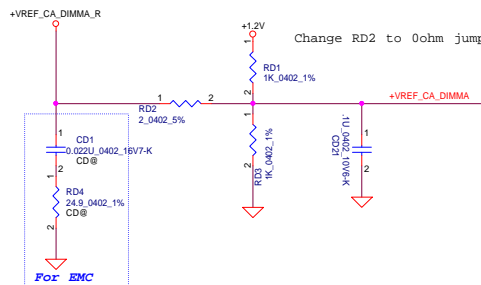 +VREF_CA_DIMMA_R
+1.2V
Change RD2 to 0ohm jump
1
RD1
1K_0402_1%
2
+VREF_CA_DIMMA
1
2
RD2
2_0402_5%
1
CD1
0.022U_0402_16V7-K
CD@
2
1
RD4
24.9_0402_1%
CD@
2
1
RD3
1K_0402_1%
2
.1U_0402_10V6-K
CD21
1
2
For EMC